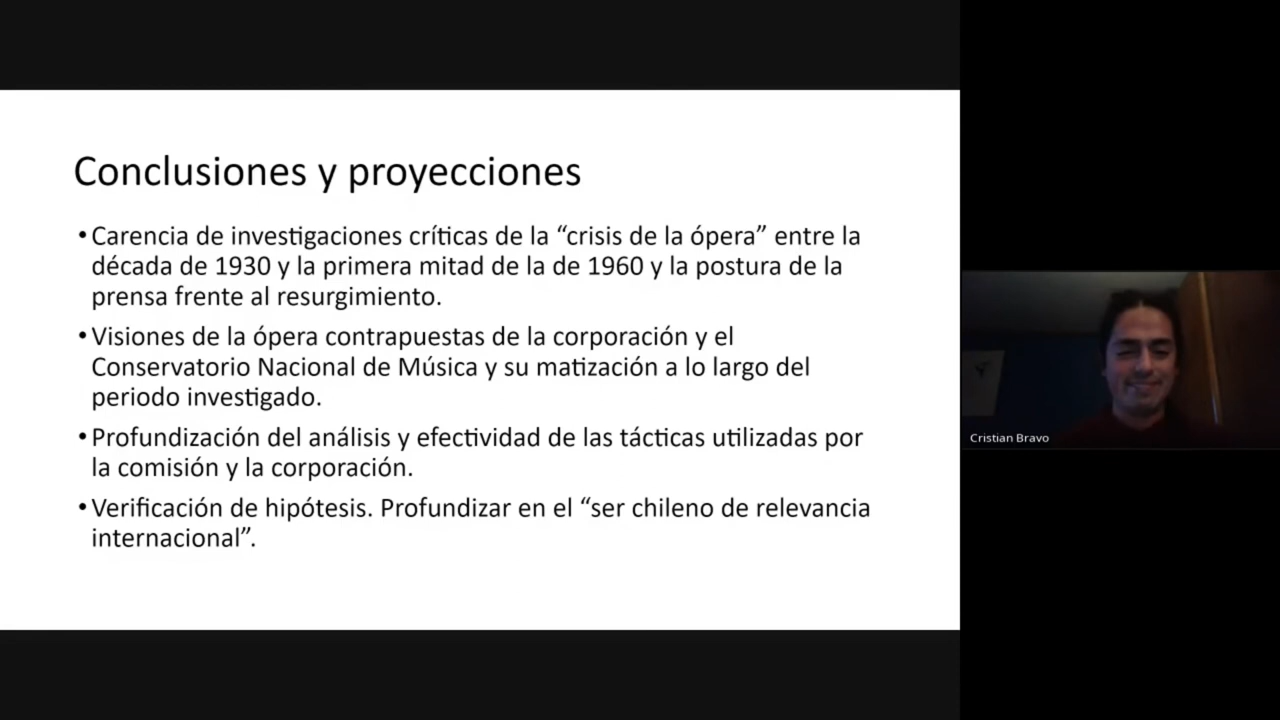 Conclusiones y proyecciones
•Carencia de investigaciones críticas de la “crisis de la ópera” entre la
década de 1930 y la primera mitad de la de 1960 y la postura de la
prensa frente al resurgimiento.
•Visiones de la ópera contrapuestas de la corporación y el
Conservatorio Nacional de Música y su matización a lo largo del
periodo investigado.
•Profundización del análisis y efectividad de las tácticas utilizadas por
la comisión y la corporación.
•Verificación de hipótesis. Profundizar en el “ser chileno de relevancia
internacional”.
Cristian Bravo